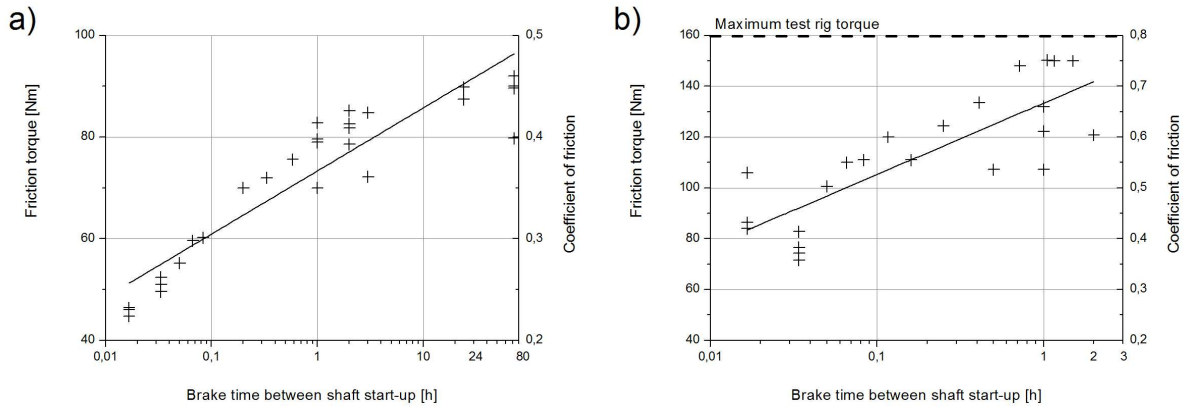 a)
100
80
60
40
Friction torque [Nm]
0,5
0,4
0,3
0,2
Coefficient of friction
0,01 0,1 1 10 24 80
Brake time between shaft start-up [h]
b)
Maximum test rig torque
160
140
120
100
80
60
40
Friction torque [Nm]
0,8
0,7
0,6
0,5
0,4
0,3
0,2
Coefficient of friction
0,01 0,1 1 2 3
Brake time between shaft start-up [h]